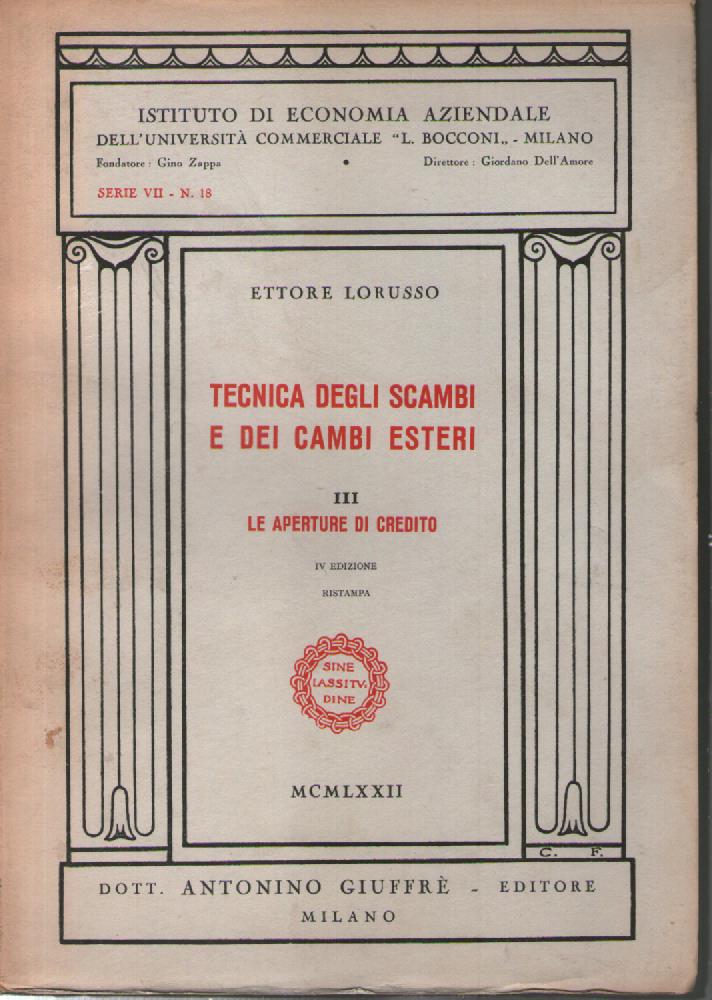 ISTITUTO DI ECONOMIA AZIENDALE
DELL'UNIVERSITÀ COMMERCIALE “L. BOCCONI„ - MILANO
Fondatore : Gino Zappa • Direttore : Giordano Dell'Amore
SERIE VII - N. 18
ETTORE LORUSSO
TECNICA DEGLI SCAMBI
E DEI CAMBI ESTERI
III
LE APERTURE DI CREDITO
IV EDIZIONE
RISTAMPA
SINE
LASSITV.
DINE
MCMLXXII
C. F.
DOTT. ANTONINO GIUFFRÈ - EDITORE
MILANO